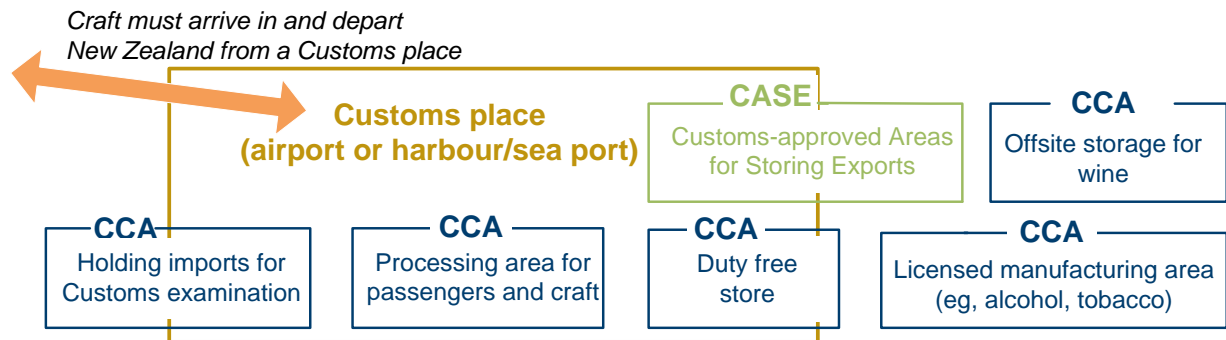 Craft must arrive in and depart
New Zealand from a Customs place
Customs place
(airport or harbour/sea port)
CASE
Customs-approved Areas
for Storing Exports
CCA
Offsite storage for
wine
CCA
Holding imports for
Customs examination
CCA
Processing area for
passengers and craft
CCA
Duty free
store
CCA
Licensed manufacturing area
(eg, alcohol, tobacco)